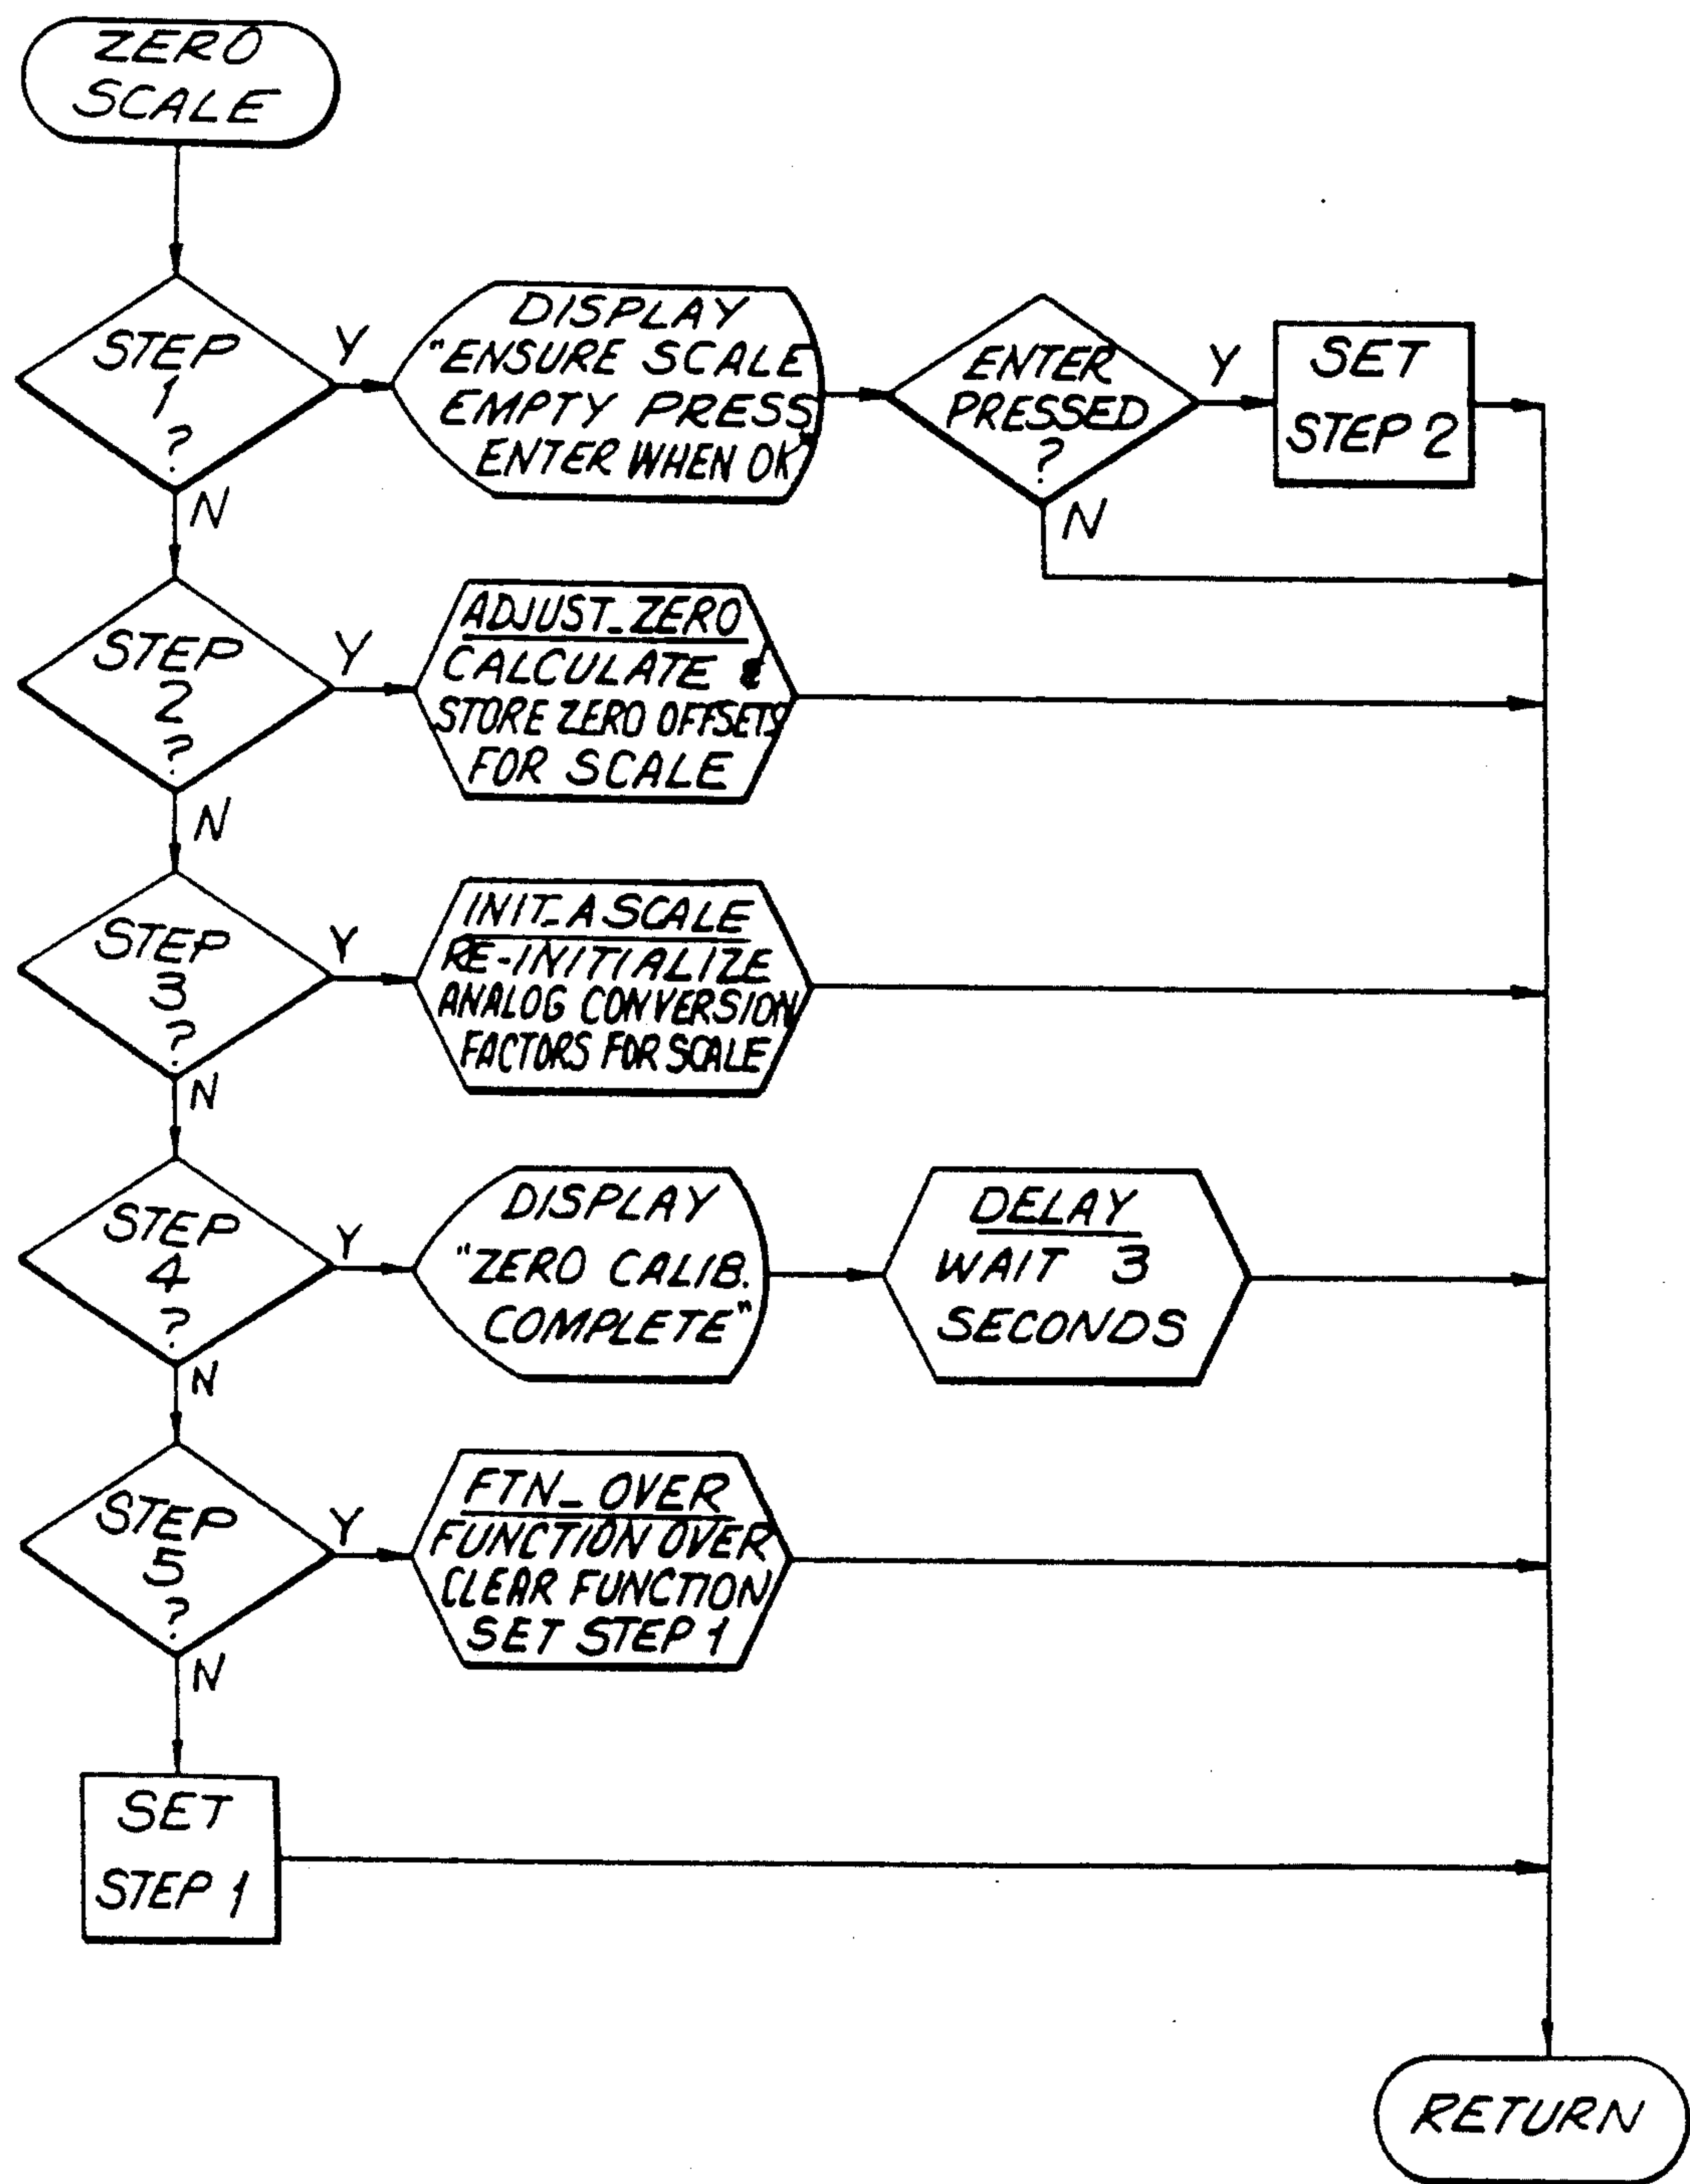 ZERO
SCALE
STEP
1
?
Y
N
DISPLAY
"ENSURE SCALE
EMPTY PRESS
ENTER WHEN OK"
ENTER
PRESSED
?
Y
N
SET
STEP 2
STEP
2
?
Y
N
ADJUST_ZERO
CALCULATE &
STORE ZERO OFFSETS
FOR SCALE
STEP
3
?
Y
N
INIT_ASCALE
RE-INITIALIZE
ANALOG CONVERSION
FACTORS FOR SCALE
STEP
4
?
Y
N
DISPLAY
"ZERO CALIB.
COMPLETE"
DELAY
WAIT 3
SECONDS
STEP
5
?
Y
N
FTN_OVER
FUNCTION OVER
CLEAR FUNCTION
SET STEP 1
SET
STEP 1
RETURN